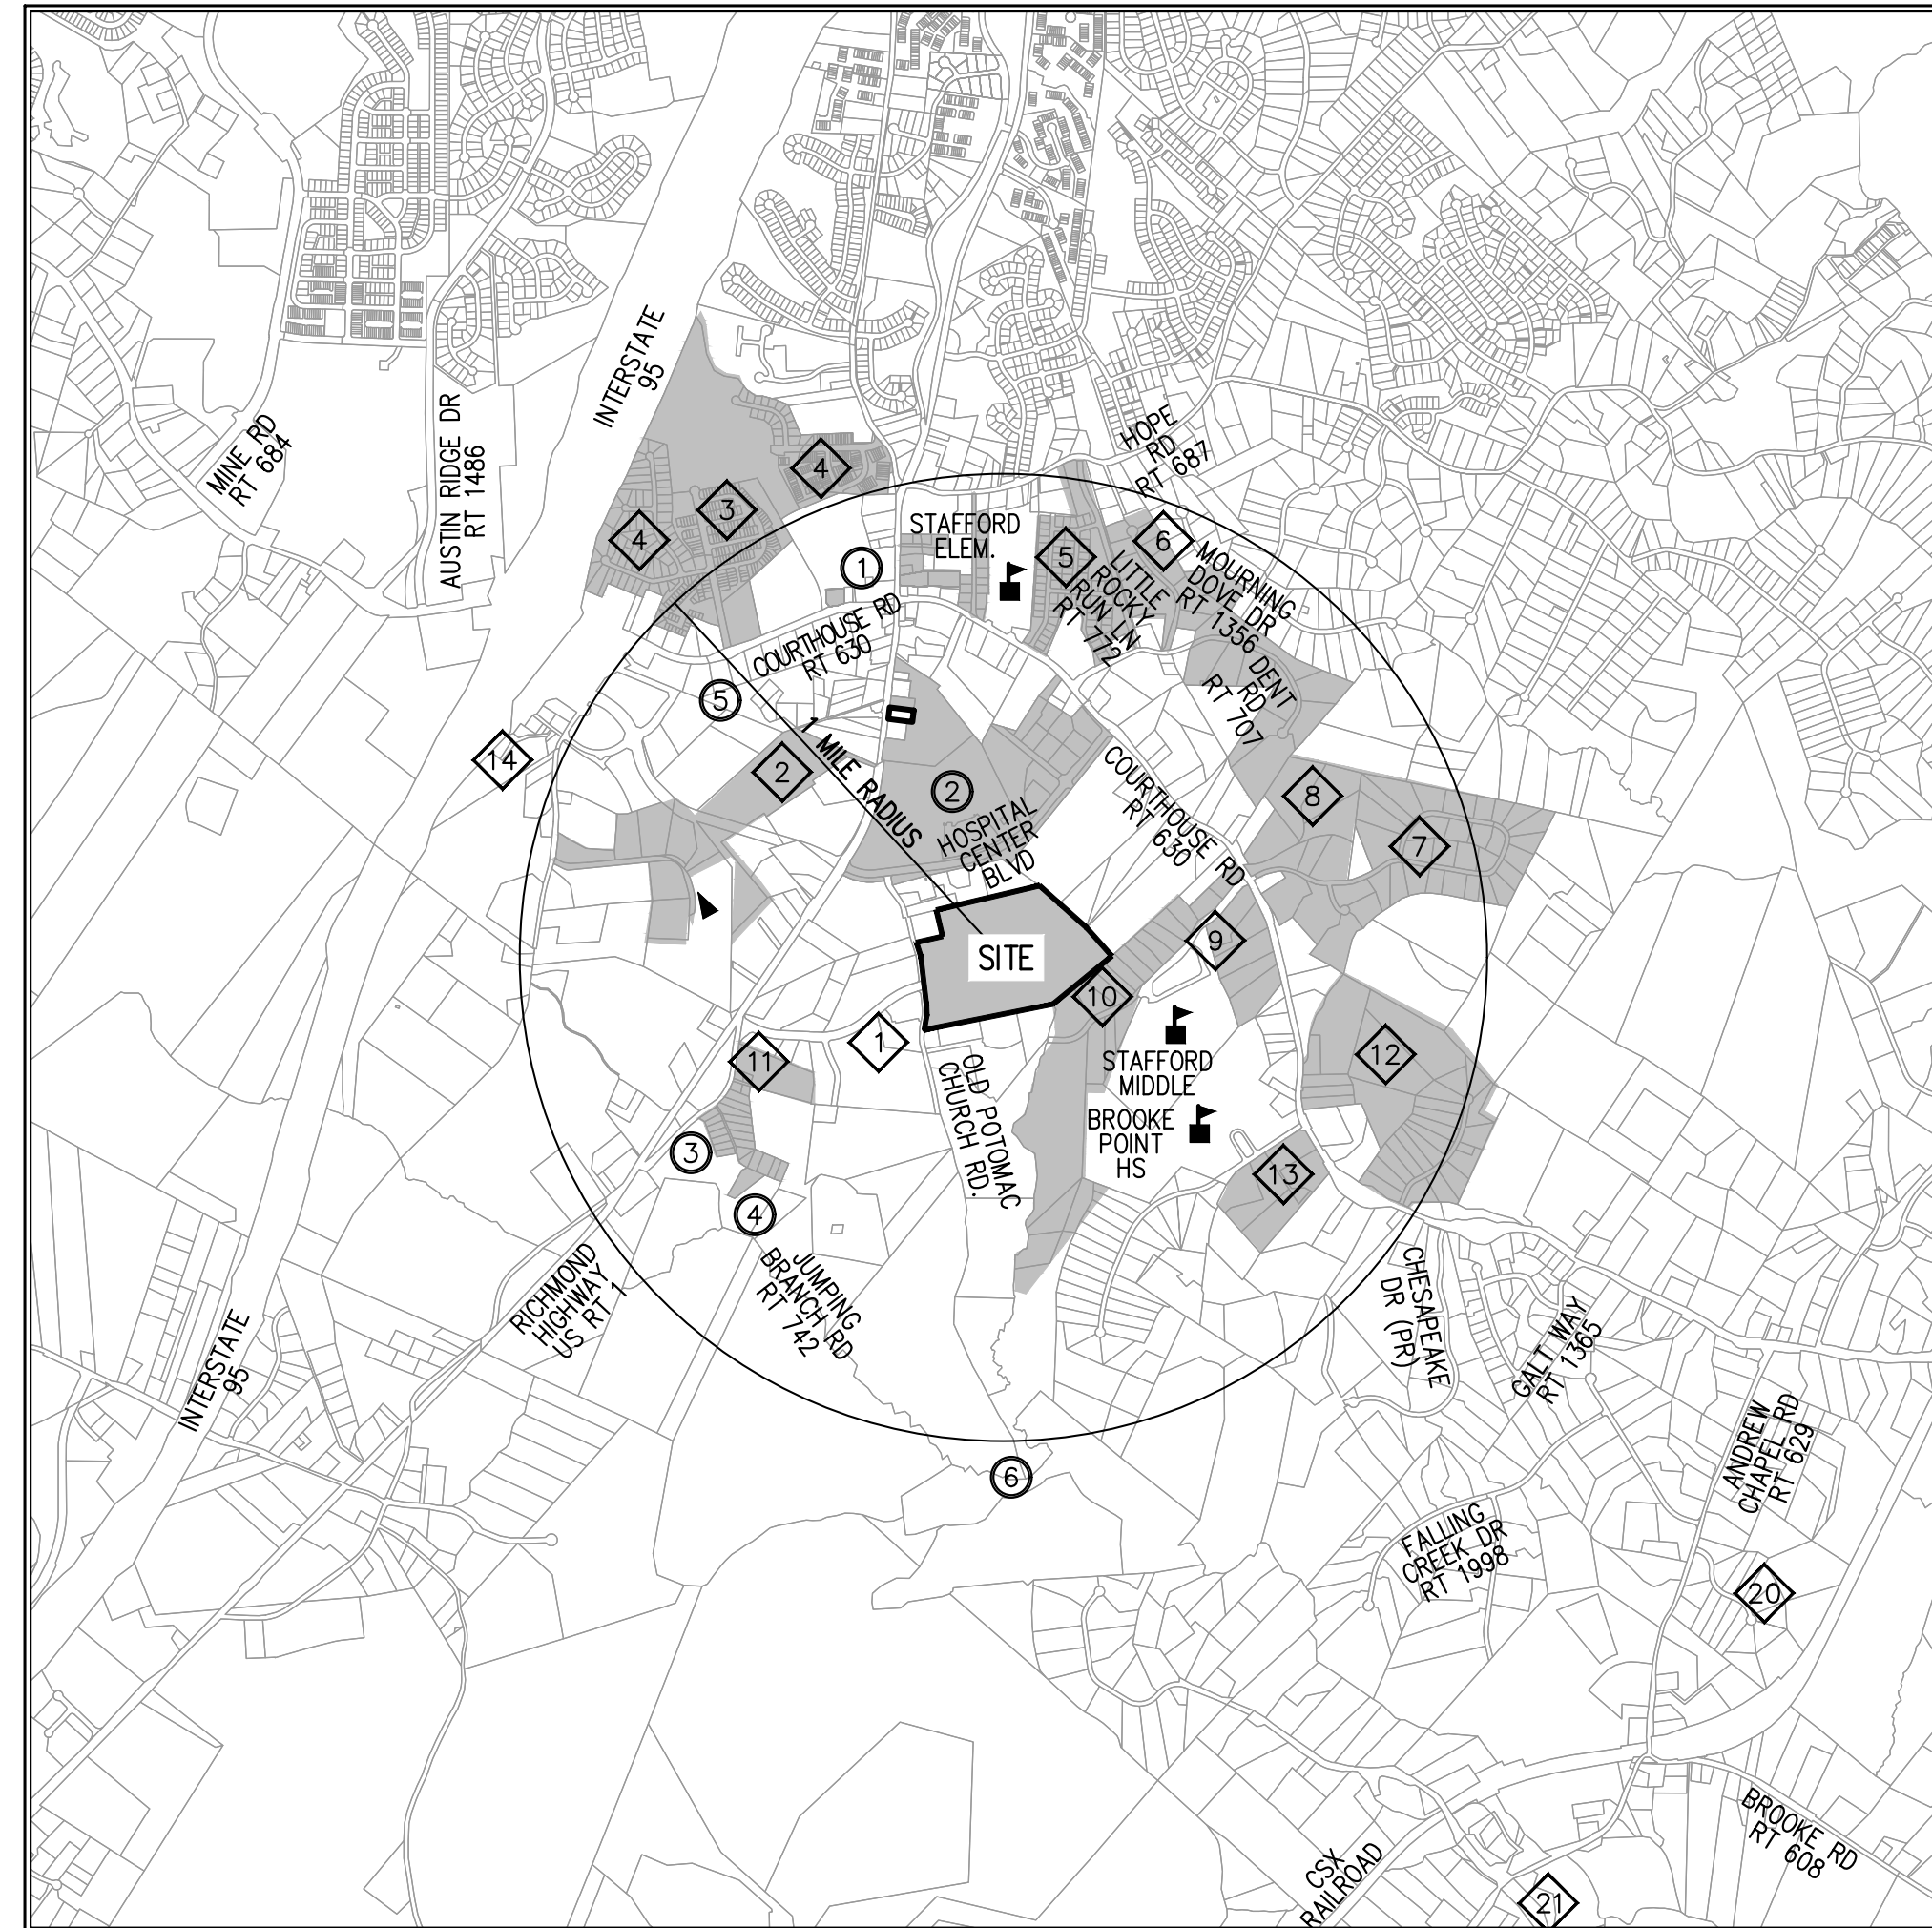 INTERSTATE
95
MINE RD
RT 684
AUSTIN RIDGE DR
RT 1486
HOPE
RD
RT 687
4
3
4
STAFFORD
ELEM.
1
5
6
LITTLE
ROCKY
RUN LN
RT 772
MOURNING
DOVE DR
RT 1356
DENT
RD
RT 707
COURTHOUSE RD
RT 630
5
14
2
1 MILE RADIUS
2
HOSPITAL
CENTER
BLVD
COURTHOUSE RD
RT 630
8
7
SITE
9
10
1
11
STAFFORD
MIDDLE
12
OLD POTOMAC
CHURCH RD.
BROOKE
POINT
HS
3
13
4
JUMPING
BRANCH RD
RT 742
RICHMOND
HIGHWAY
US RT 1
CHESAPEAKE
DR (PR)
GALT WAY
RT 1365
INTERSTATE
95
6
ANDREW
CHAPEL RD
RT 629
FALLING
CREEK DR
RT 1998
20
BROOKE RD
RT 608
CSX
RAILROAD
21